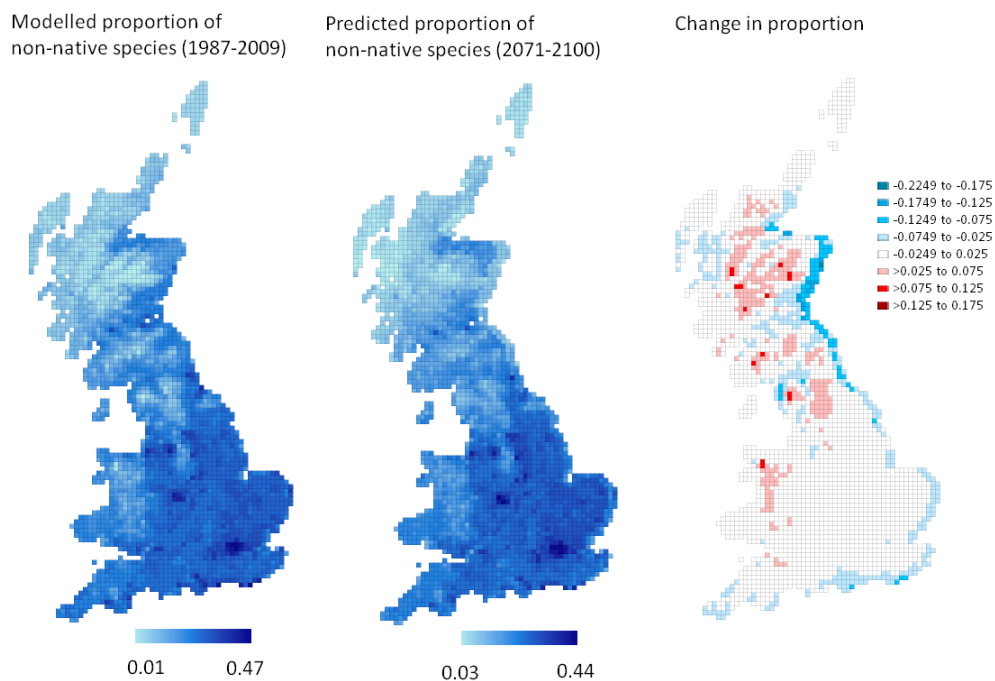 Modelled proportion of
non-native species (1987-2009)
Predicted proportion of
non-native species (2071-2100)
Change in proportion
-0.2249 to -0.175
-0.1749 to -0.125
-0.1249 to -0.075
-0.0749 to -0.025
-0.0249 to 0.025
>0.025 to 0.075
>0.075 to 0.125
>0.125 to 0.175
0.01 0.47
0.03 0.44